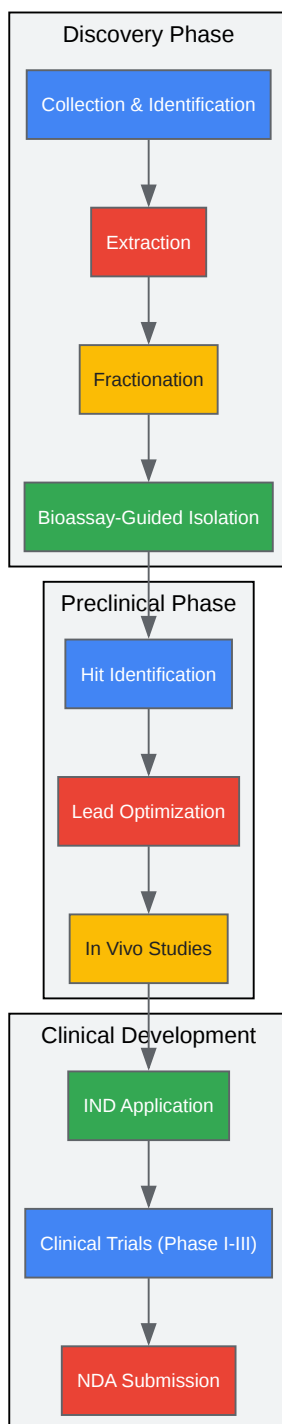 Discovery Phase
Collection & Identification
Extraction
Fractionation
Bioassay-Guided Isolation
Preclinical Phase
Hit Identification
Lead Optimization
In Vivo Studies
Clinical Development
IND Application
Clinical Trials (Phase I-III)
NDA Submission